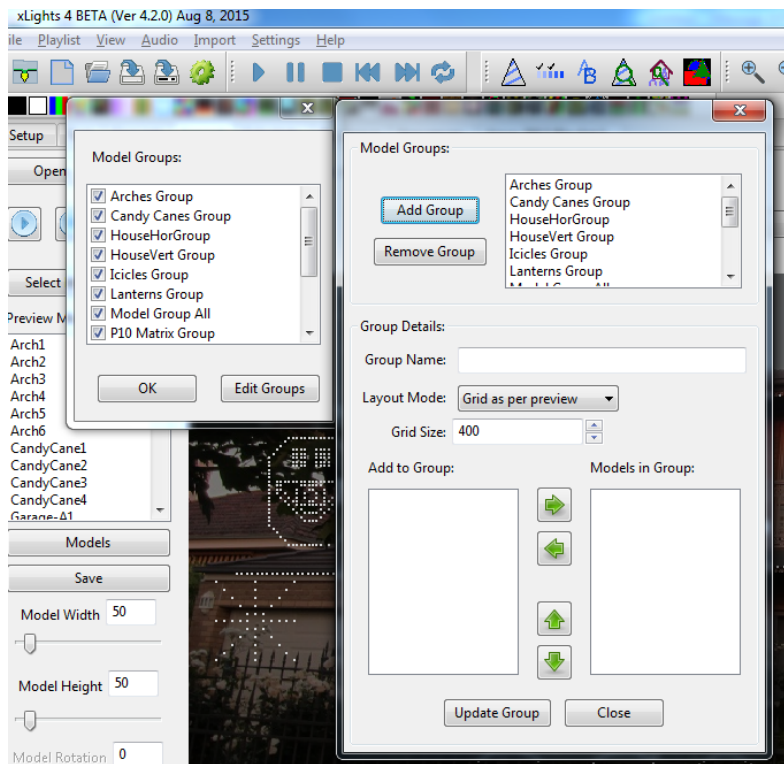 xLights 4 BETA (Ver 4.2.0) Aug 8, 2015
ile Playlist View Audio Import Settings Help
Setup
Open
Select
Preview M
Arch1
Arch2
Arch3
Arch4
Arch5
Arch6
CandyCane1
CandyCane2
CandyCane3
CandyCane4
Garage-A1
Models
Save
Model Width 50
Model Height 50
Model Rotation 0
Model Groups:
Arches Group
Candy Canes Group
HouseHorGroup
HouseVert Group
Icicles Group
Lanterns Group
Model Group All
P10 Matrix Group
OK Edit Groups
Model Groups:
Add Group
Remove Group
Arches Group
Candy Canes Group
HouseHorGroup
HouseVert Group
Icicles Group
Lanterns Group
Model Group All
Group Details:
Group Name:
Layout Mode: Grid as per preview
Grid Size: 400
Add to Group: Models in Group:
Update Group Close